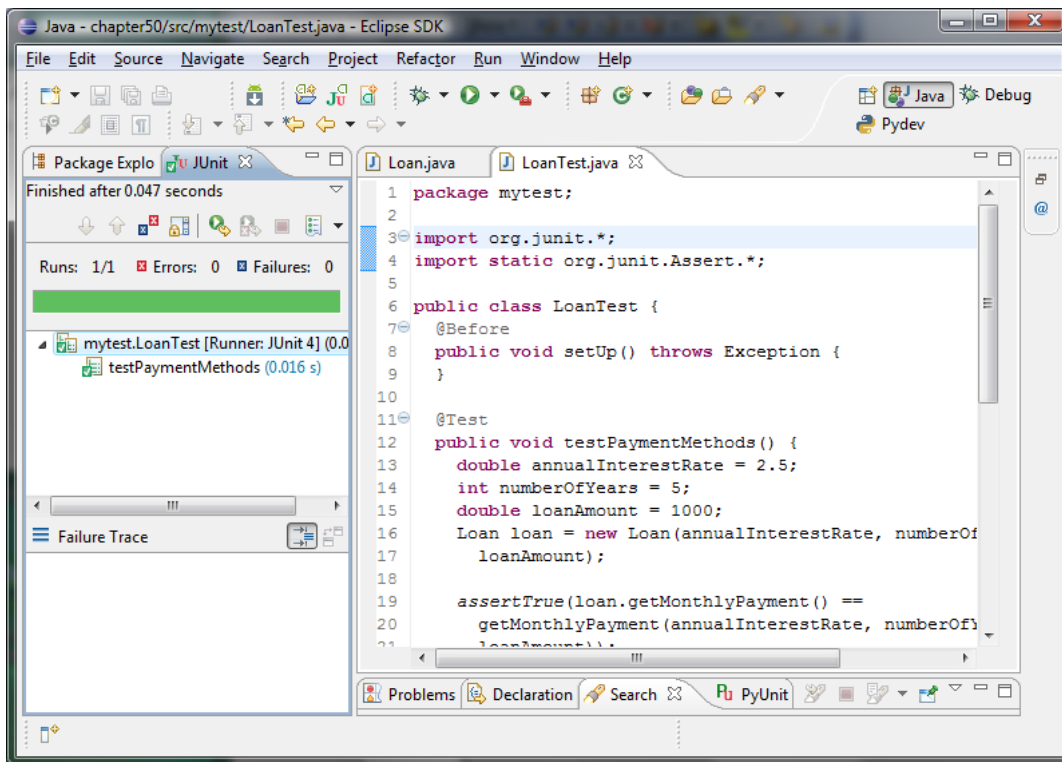 Java - chapter50/src/mytest/LoanTest.java - Eclipse SDK
File Edit Source Navigate Search Project Refactor Run Window Help
Java Debug
Pydev
Package Explo JUnit
Finished after 0.047 seconds
Runs: 1/1 Errors: 0 Failures: 0
mytest.LoanTest [Runner: JUnit 4] (0.0
testPaymentMethods (0.016 s)
Failure Trace
Loan.java LoanTest.java
1 package mytest;
2
3 import org.junit.*;
4 import static org.junit.Assert.*;
5
6 public class LoanTest {
7 @Before
8 public void setUp() throws Exception {
9 }
10
11 @Test
12 public void testPaymentMethods() {
13 double annualInterestRate = 2.5;
14 int numberOfYears = 5;
15 double loanAmount = 1000;
16 Loan loan = new Loan(annualInterestRate, numberOf
17 loanAmount);
18
19 assertTrue(loan.getMonthlyPayment() ==
20 getMonthlyPayment(annualInterestRate, numberOfY
21 loanAmount));
Problems Declaration Search PyUnit